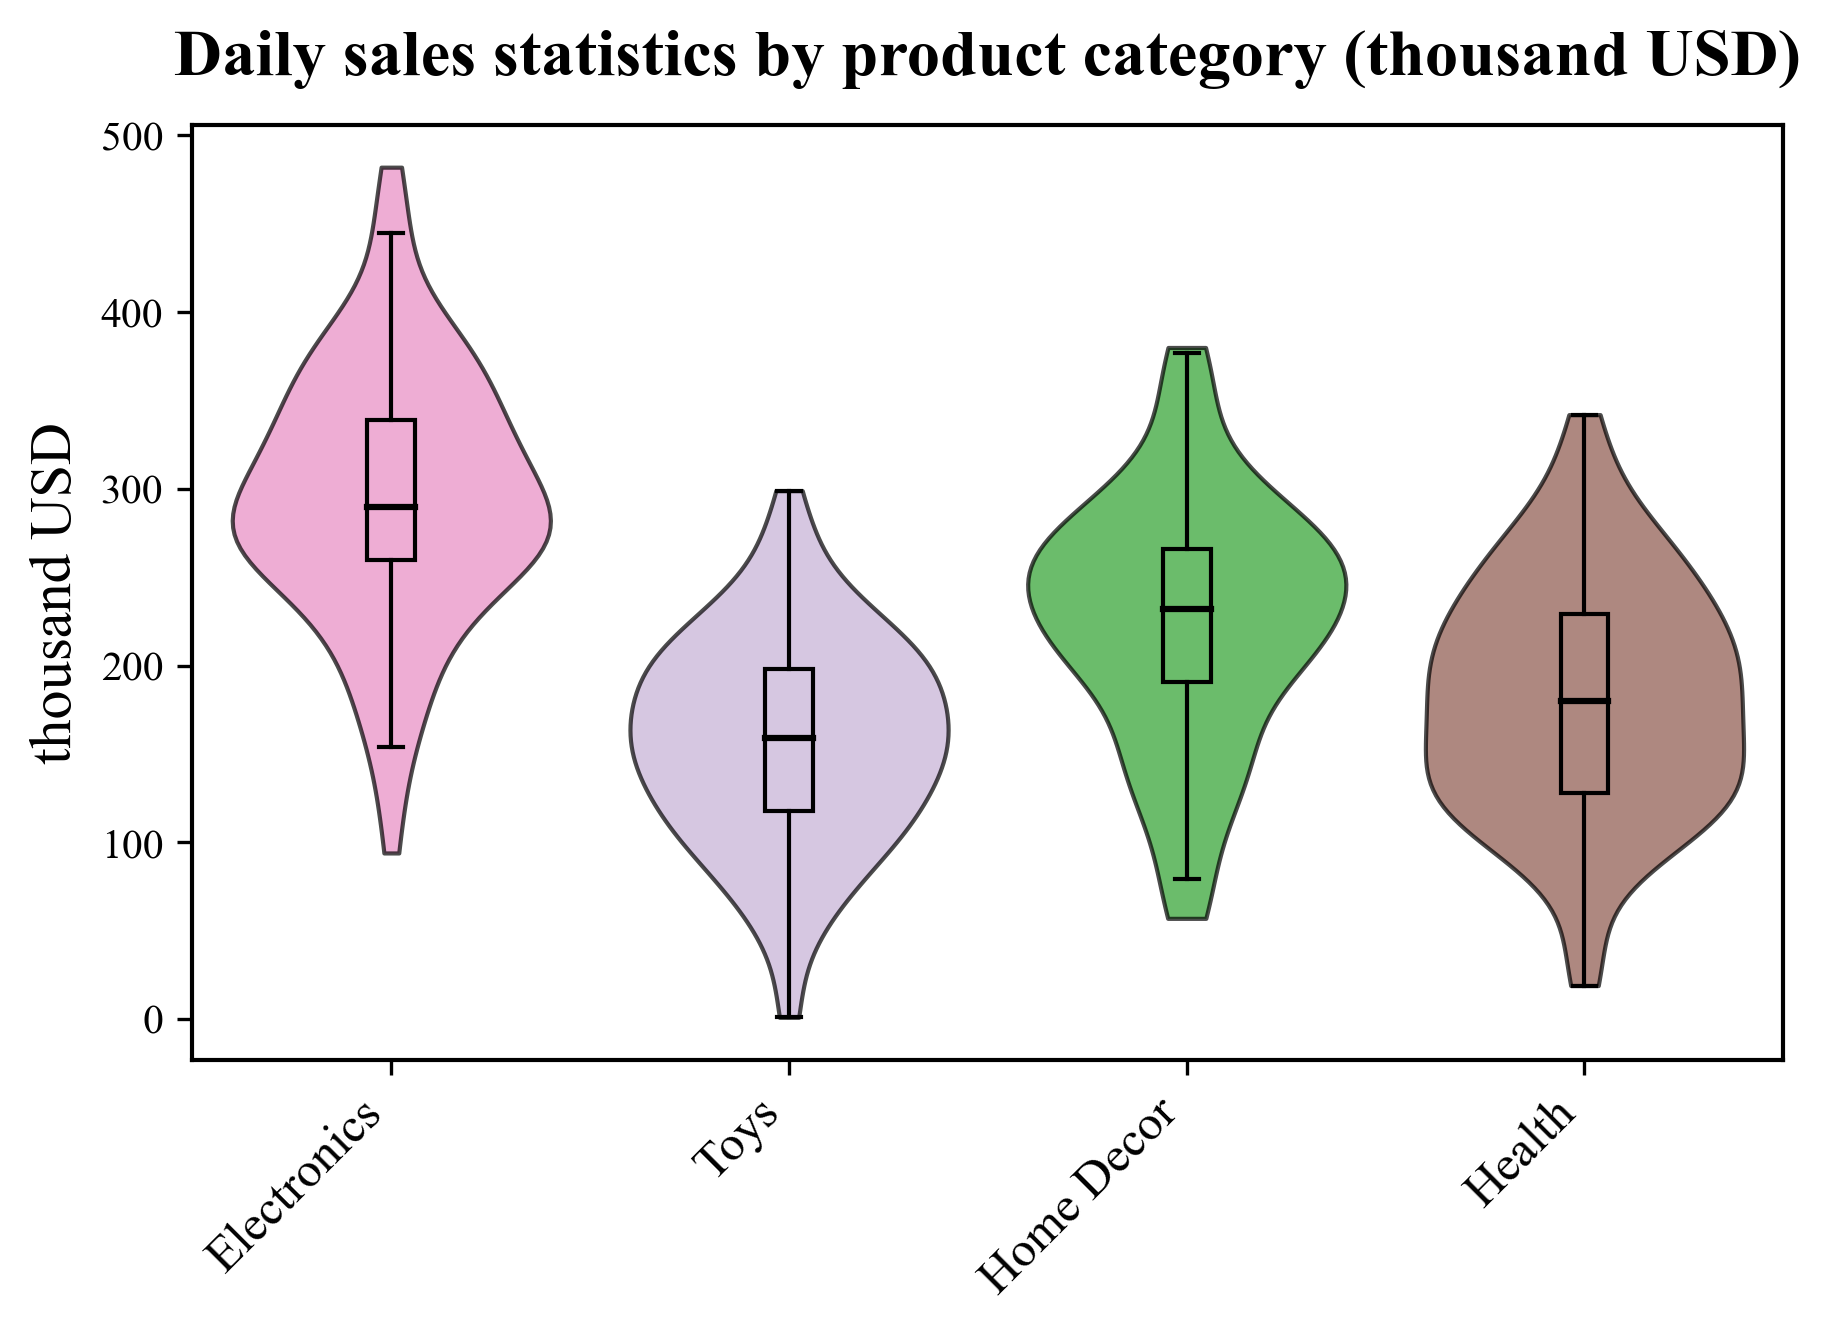 Daily sales statistics by product category (thousand USD)
thousand USD
500
400
300
200
100
0
Electronics
Toys
Home Decor
Health